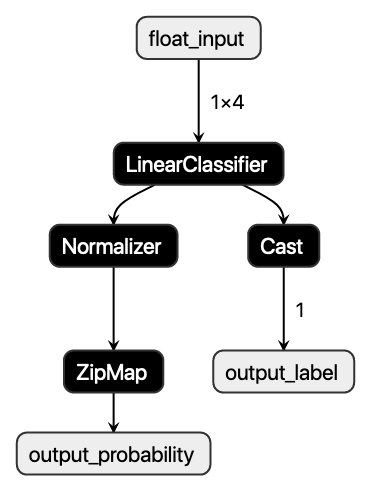 float_input
1×4
LinearClassifier
Normalizer
Cast
1
ZipMap
output_label
output_probability